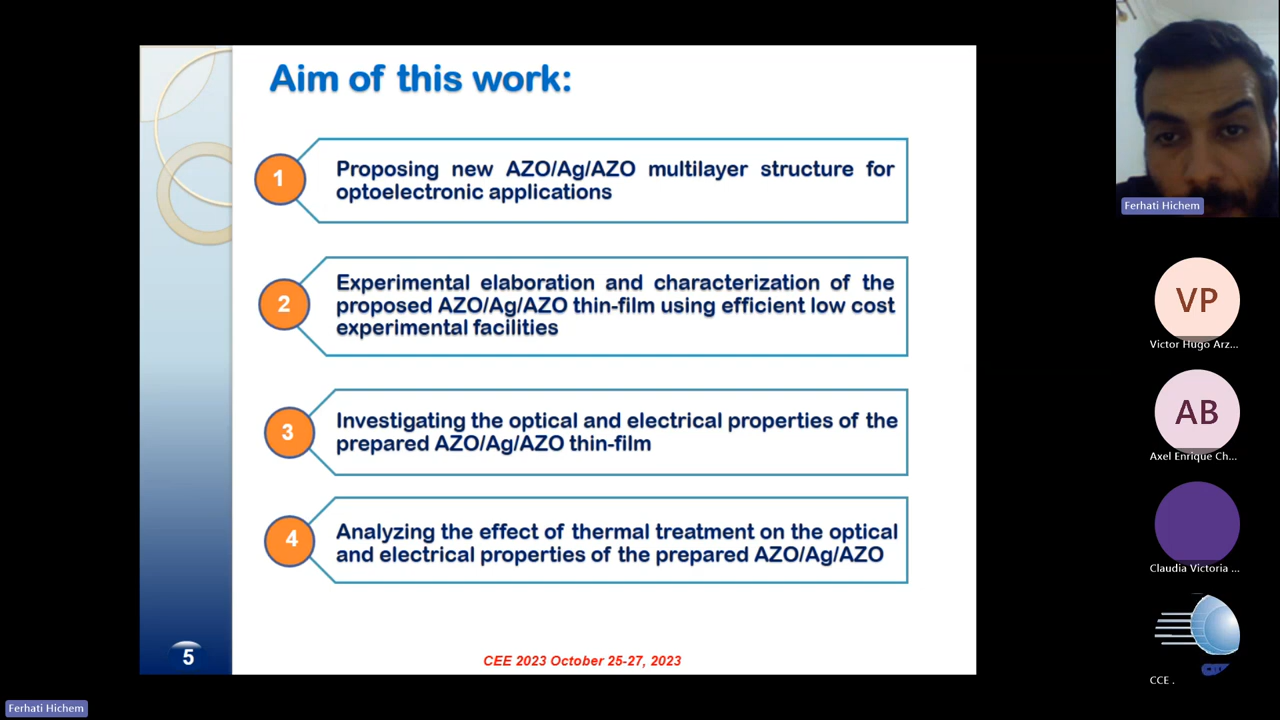 Aim of this work:
1
Proposing new AZO/Ag/AZO multilayer structure for
optoelectronic applications
2
Experimental elaboration and characterization of the
proposed AZO/Ag/AZO thin-film using efficient low cost
experimental facilities
3
Investigating the optical and electrical properties of the
prepared AZO/Ag/AZO thin-film
4
Analyzing the effect of thermal treatment on the optical
and electrical properties of the prepared AZO/Ag/AZO
5
CEE 2023 October 25-27, 2023
Ferhati Hichem
VP
Victor Hugo Arz...
AB
Axel Enrique Ch...
Claudia Victoria ...
CCE .
Ferhati Hichem